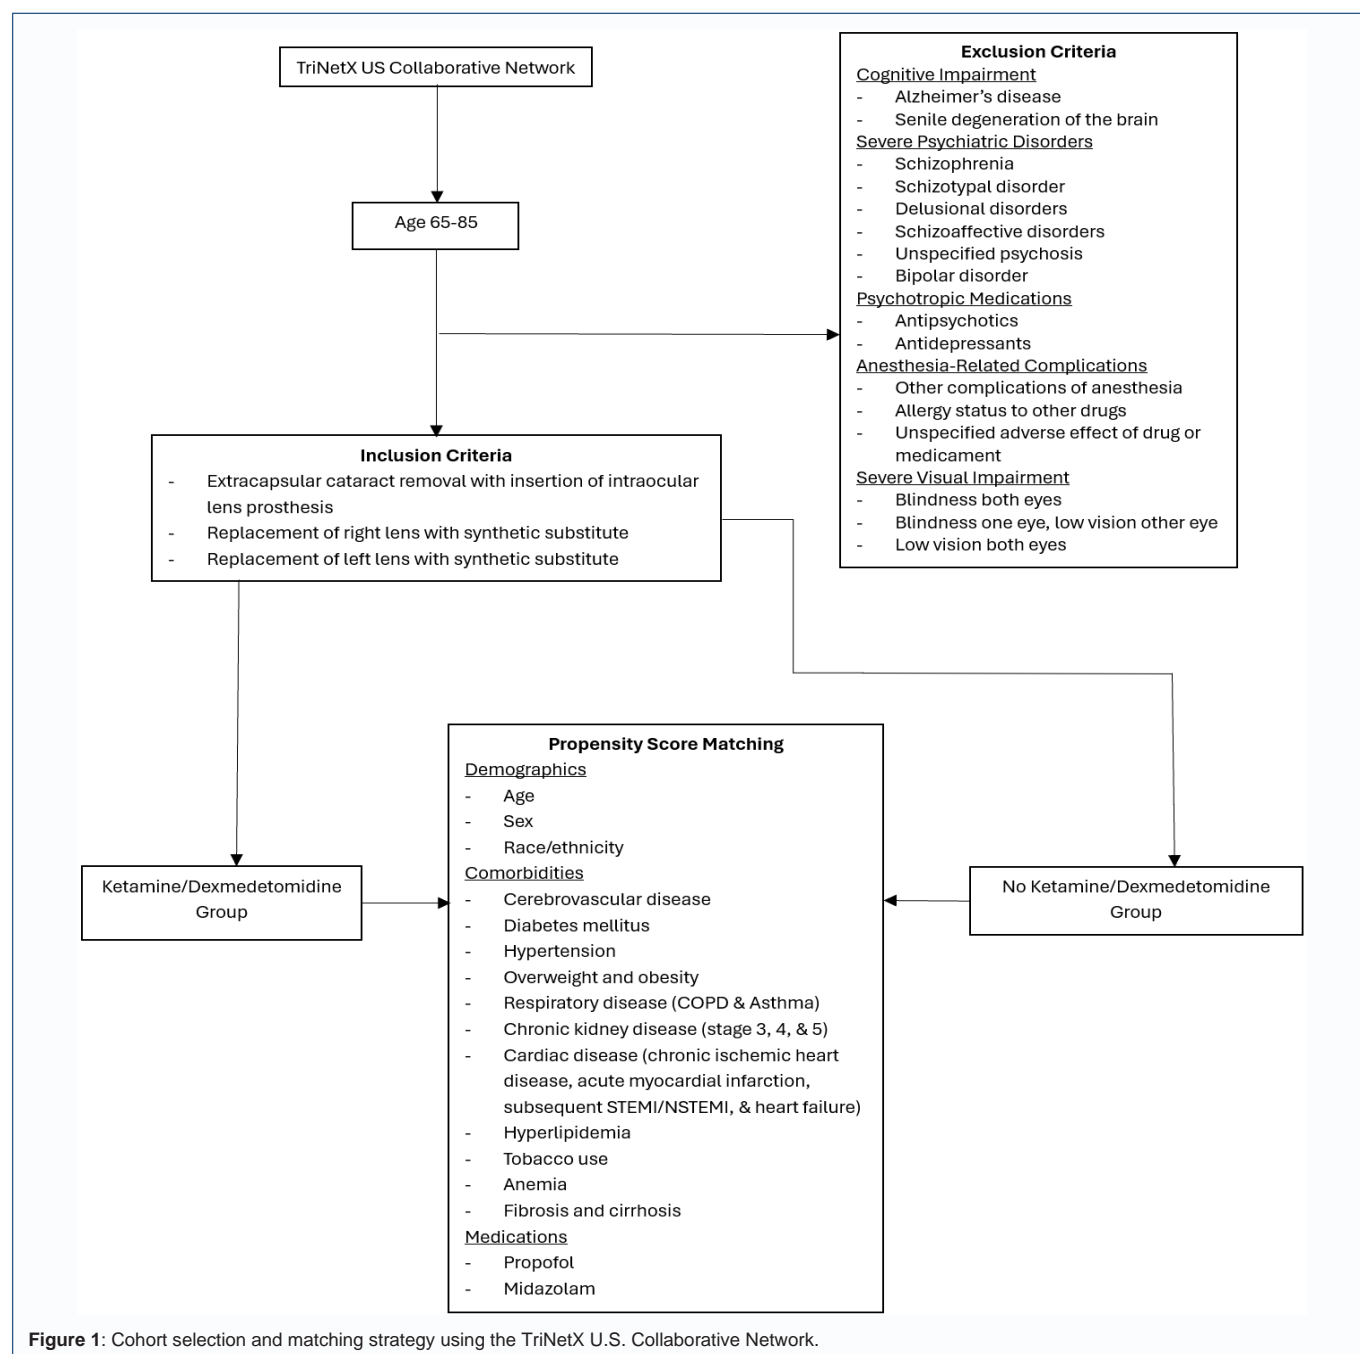 TriNetX US Collaborative Network
Age 65-85
Exclusion Criteria
Cognitive Impairment
- Alzheimer’s disease
- Senile degeneration of the brain
Severe Psychiatric Disorders
- Schizophrenia
- Schizotypal disorder
- Delusional disorders
- Schizoaffective disorders
- Unspecified psychosis
- Bipolar disorder
Psychotropic Medications
- Antipsychotics
- Antidepressants
Anesthesia-Related Complications
- Other complications of anesthesia
- Allergy status to other drugs
- Unspecified adverse effect of drug or
medicament
Severe Visual Impairment
- Blindness both eyes
- Blindness one eye, low vision other eye
- Low vision both eyes
Inclusion Criteria
- Extracapsular cataract removal with insertion of intraocular
lens prosthesis
- Replacement of right lens with synthetic substitute
- Replacement of left lens with synthetic substitute
Ketamine/Dexmedetomidine
Group
Propensity Score Matching
Demographics
- Age
- Sex
- Race/ethnicity
Comorbidities
- Cerebrovascular disease
- Diabetes mellitus
- Hypertension
- Overweight and obesity
- Respiratory disease (COPD & Asthma)
- Chronic kidney disease (stage 3, 4, & 5)
- Cardiac disease (chronic ischemic heart
disease, acute myocardial infarction,
subsequent STEMI/NSTEMI, & heart failure)
- Hyperlipidemia
- Tobacco use
- Anemia
- Fibrosis and cirrhosis
Medications
- Propofol
- Midazolam
No Ketamine/Dexmedetomidine
Group
Figure 1: Cohort selection and matching strategy using the TriNetX U.S. Collaborative Network.